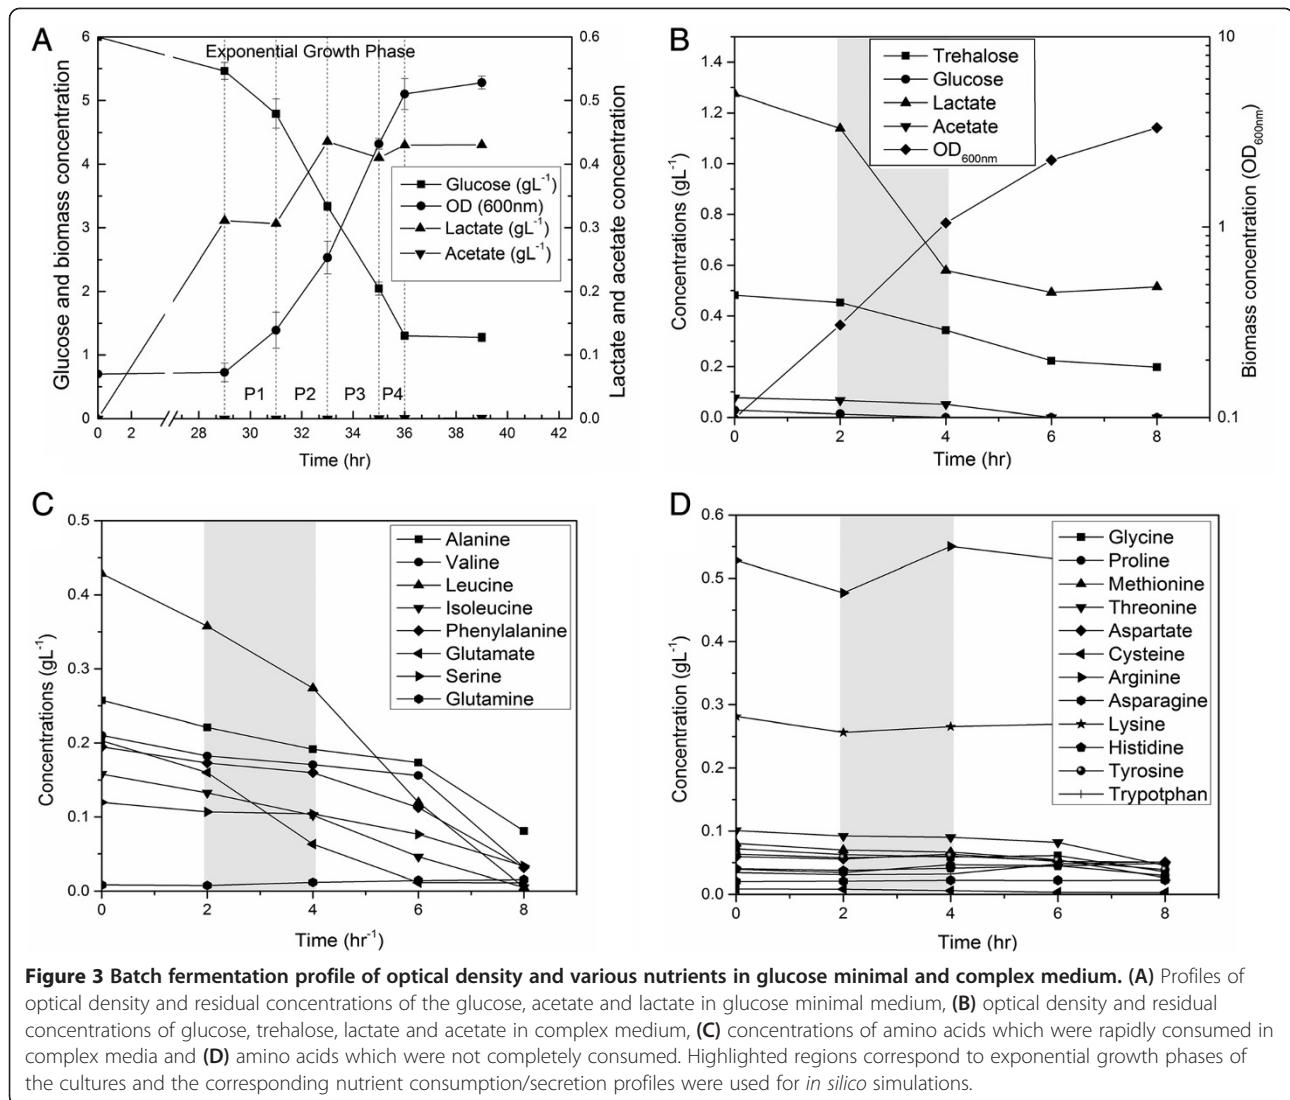 A
Exponential Growth Phase
Glucose and biomass concentration
6
5
4
3
2
1
0
0.6
0.5
0.4
0.3
0.2
0.1
0.0
Lactate and acetate concentration
Glucose (gL-1)
OD (600nm)
Lactate (gL-1)
Acetate (gL-1)
P1 P2 P3 P4
0 2 28 30 32 34 36 38 40 42
Time (hr)
B
Concentrations (gL-1)
1.4
1.2
1.0
0.8
0.6
0.4
0.2
0.0
Trehalose
Glucose
Lactate
Acetate
OD600nm
10
1
0.1
Biomass concentration (OD600nm)
0 2 4 6 8
Time (hr)
C
Concentrations (gL-1)
0.5
0.4
0.3
0.2
0.1
0.0
Alanine
Valine
Leucine
Isoleucine
Phenylalanine
Glutamate
Serine
Glutamine
0 2 4 6 8
Time (hr-1)
D
Concentration (gL-1)
0.6
0.5
0.4
0.3
0.2
0.1
0.0
Glycine
Proline
Methionine
Threonine
Aspartate
Cysteine
Arginine
Asparagine
Lysine
Histidine
Tyrosine
Trypotphan
0 2 4 6 8
Time (hr)
Figure 3 Batch fermentation profile of optical density and various nutrients in glucose minimal and complex medium. (A) Profiles of
optical density and residual concentrations of the glucose, acetate and lactate in glucose minimal medium, (B) optical density and residual
concentrations of glucose, trehalose, lactate and acetate in complex medium, (C) concentrations of amino acids which were rapidly consumed in
complex media and (D) amino acids which were not completely consumed. Highlighted regions correspond to exponential growth phases of
the cultures and the corresponding nutrient consumption/secretion profiles were used for in silico simulations.